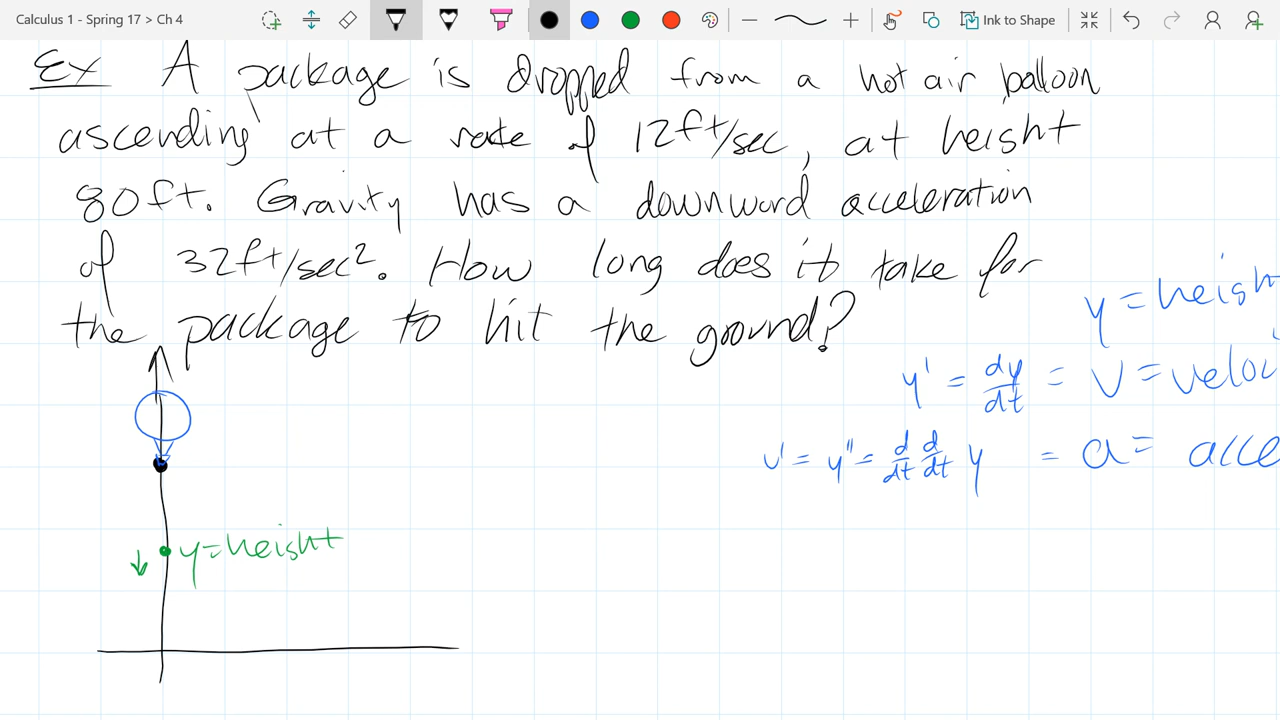 Calculus 1 - Spring 17 > Ch 4
Ink to Shape
Ex A package is dropped from a hot air balloon
ascending at a rate of 12ft/sec, at height
80ft. Gravity has a downward acceleration
of 32ft/sec². How long does it take for
the package to hit the ground?
y = height
y' = dy/dt = v = veloc
v' = y'' = d/dt d/dt y = a = acce
y=height